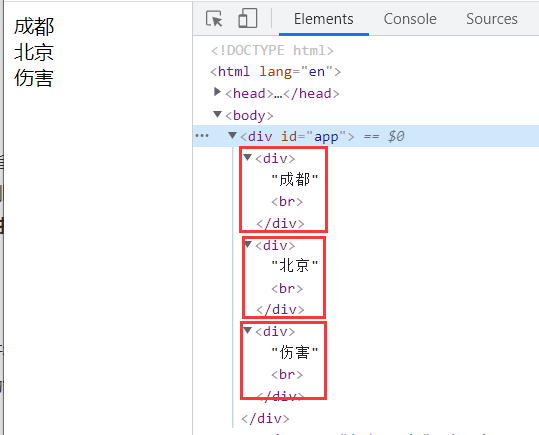 成都
北京
伤害
Elements Console Sources
<!DOCTYPE html>
<html lang="en">
<head>…</head>
<body>
<div id="app"> == $0
<div>
"成都"
<br>
</div>
<div>
"北京"
<br>
</div>
<div>
"伤害"
<br>
</div>
</div>